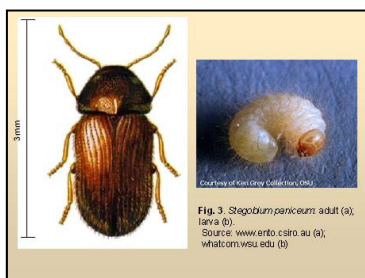 3mm
Courtesy of Ken Grey Collection, OSU
Fig. 3. Stegobium paniceum: adult (a);
larva (b).
Source: www.ento.csiro.au (a);
whatcom.wsu.edu (b)